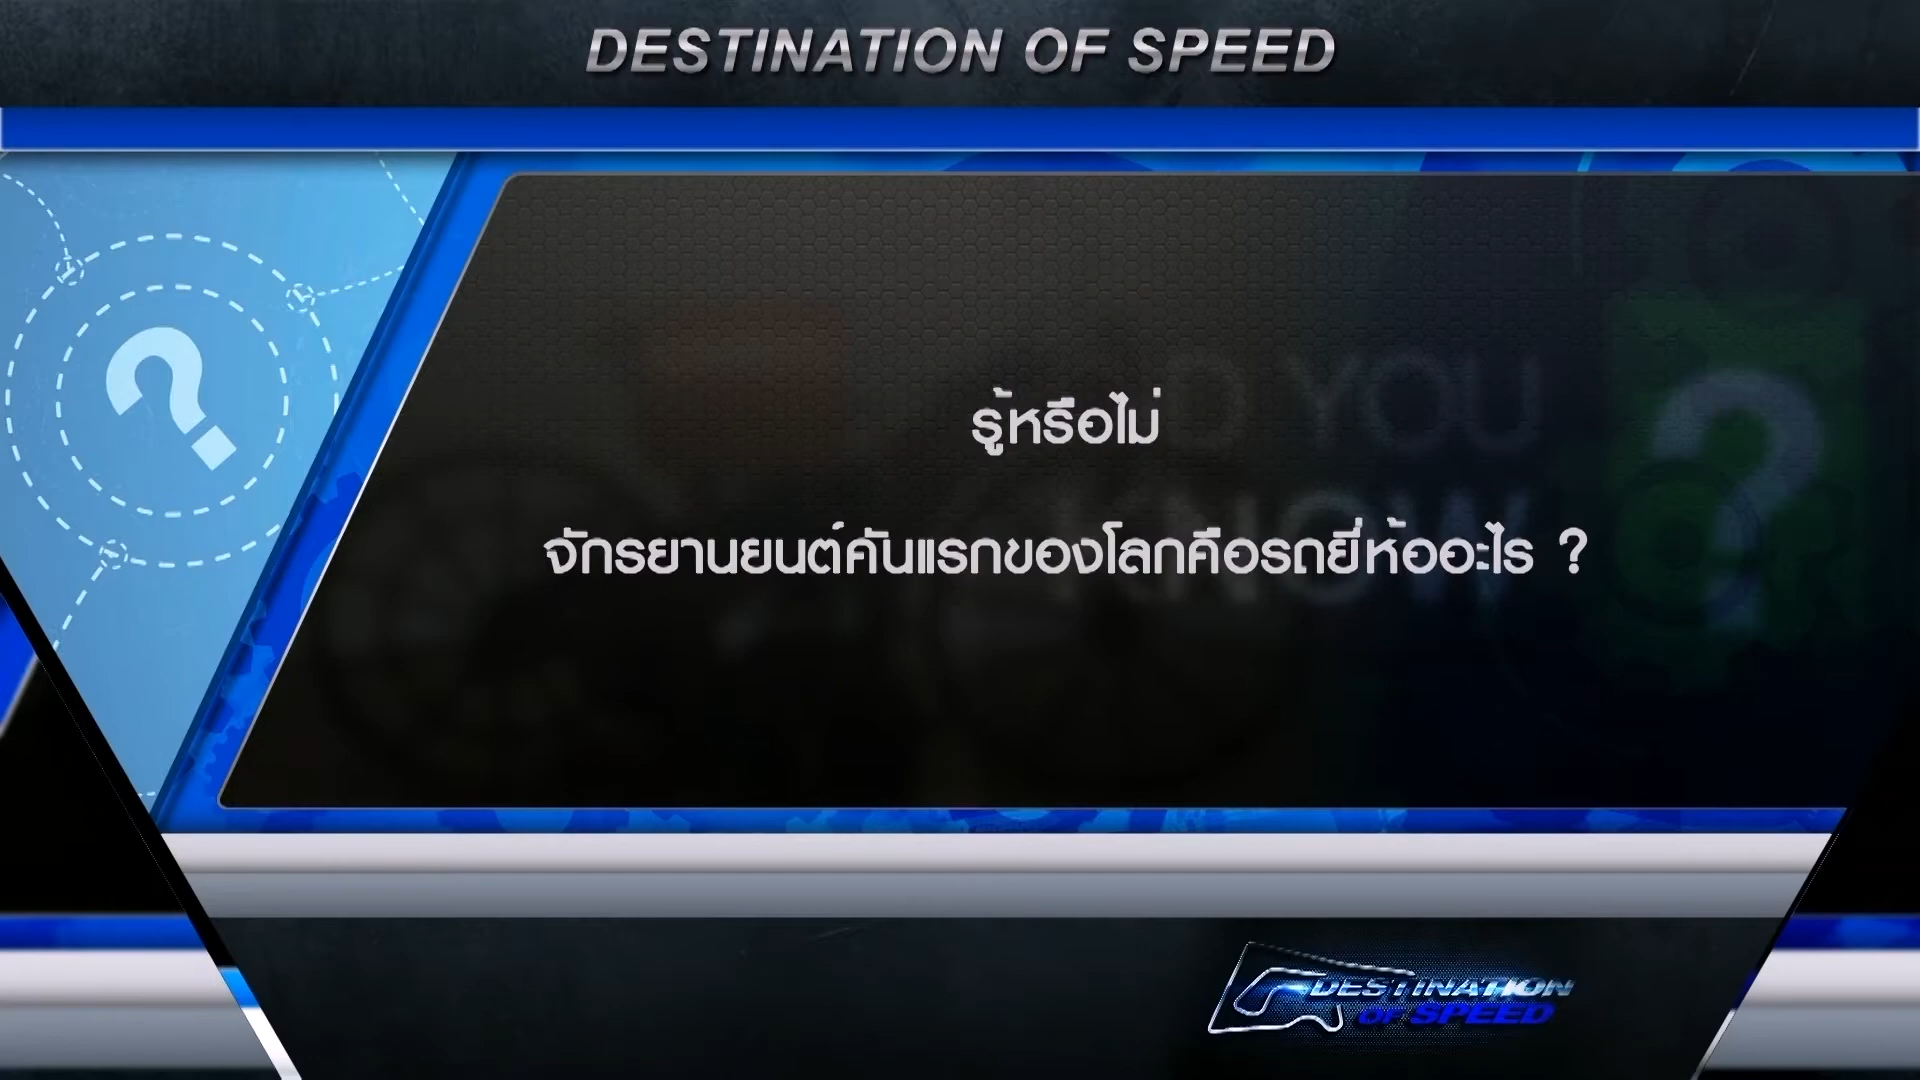 DESTINATION OF SPEED
?
รู้หรือไม่
จักรยานยนต์คันแรกของโลกคือรถยี่ห้ออะไร ?
D YOU
KNOW
?
DESTINATION
OF SPEED